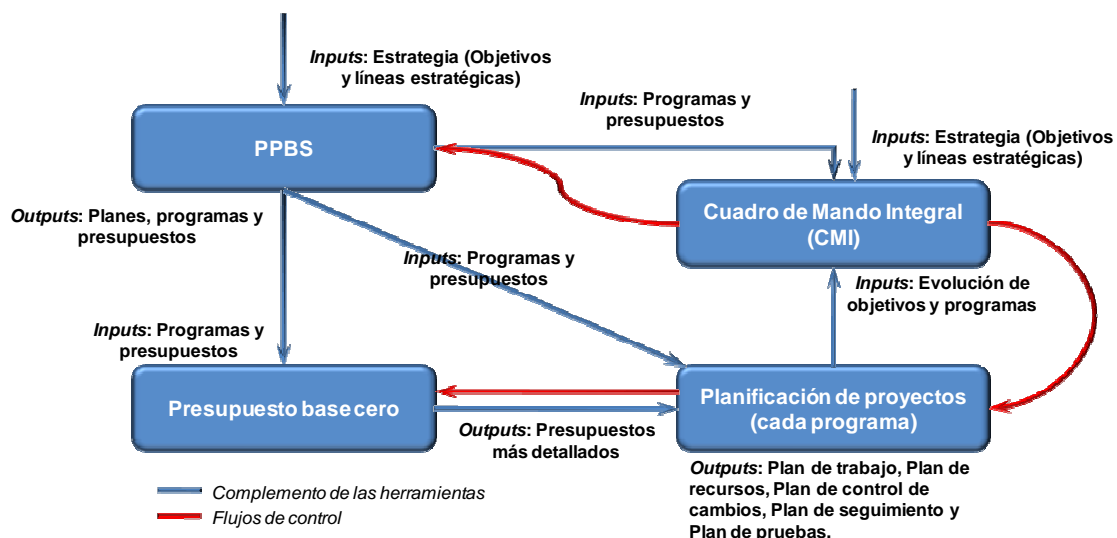 Inputs: Estrategia (Objetivos
y líneas estratégicas)
Inputs: Programas y
presupuestos
Inputs: Estrategia (Objetivos
y líneas estratégicas)
PPBS
Cuadro de Mando Integral
(CMI)
Outputs: Planes, programas y
presupuestos
Inputs: Programas y
presupuestos
Inputs: Evolución de
objetivos y programas
Inputs: Programas y
presupuestos
Presupuesto base cero
Planificación de proyectos
(cada programa)
Outputs: Presupuestos
más detallados
Outputs: Plan de trabajo, Plan de
recursos, Plan de control de
cambios, Plan de seguimiento y
Plan de pruebas.
Complemento de las herramientas
Flujos de control